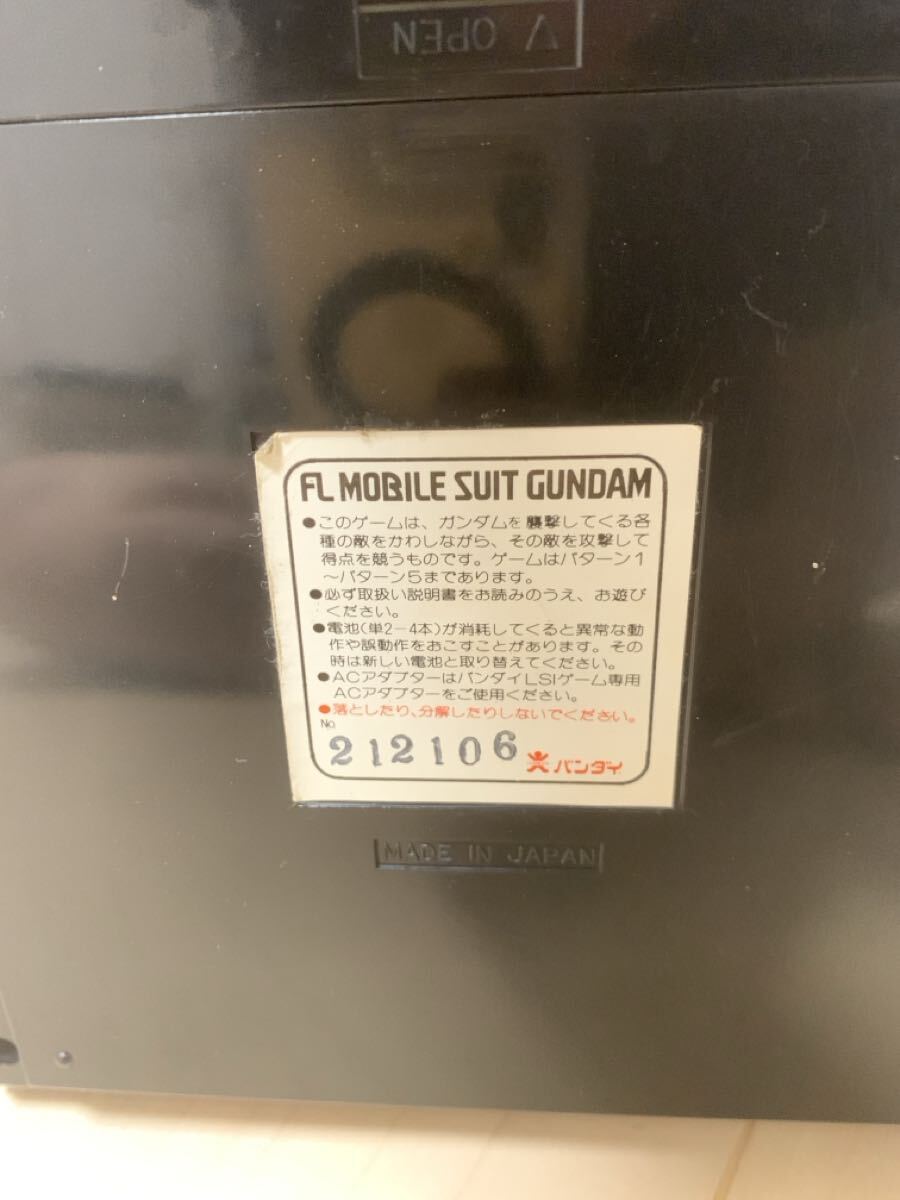 V OPEN
FL MOBILE SUIT GUNDAM
●このゲームは、ガンダムを襲撃してくる各
種の敵をかわしながら、その敵を攻撃して
得点を競うものです。ゲームはパターン1
〜パターン5まであります。
●必ず取扱い説明書をお読みのうえ、お遊び
ください。
●電池(単2−4本)が消耗してくると異常な動
作や誤動作をおこすことがあります。その
時は新しい電池と取り替えてください。
●ACアダプターはバンダイLSIゲーム専用
ACアダプターをご使用ください。
●落としたり、分解したりしないでください。
No.
212106
バンダイ
MADE IN JAPAN